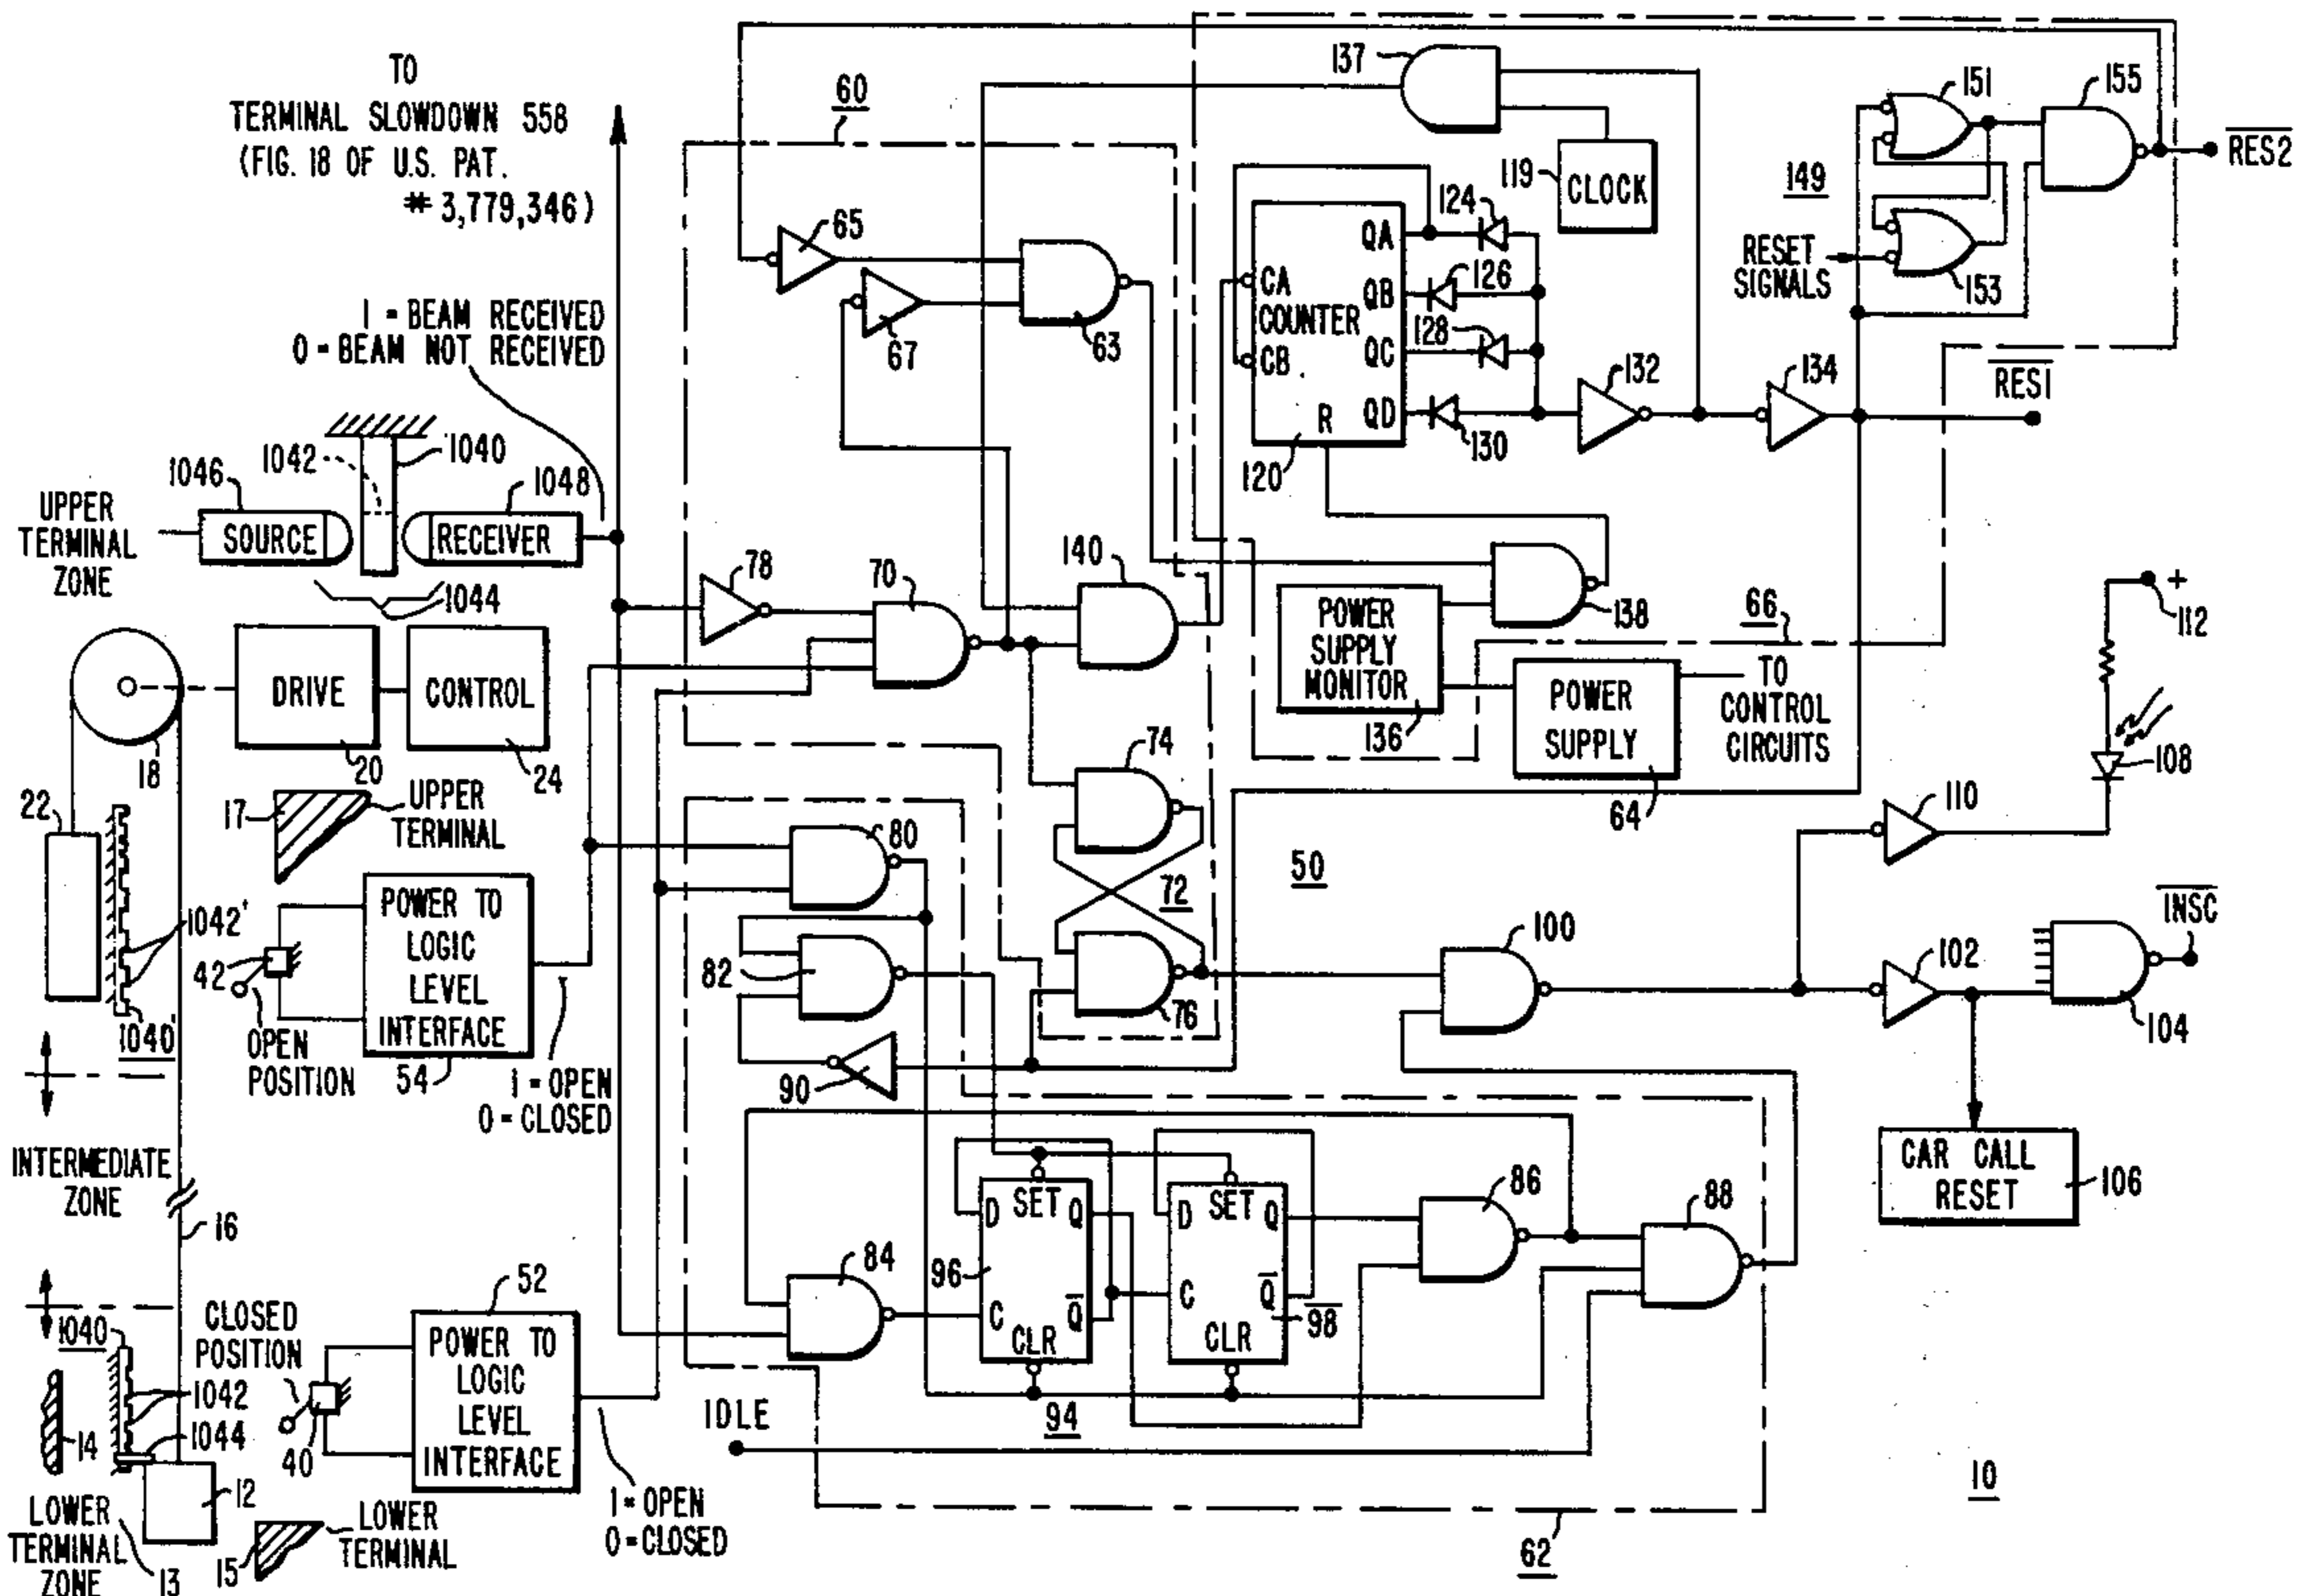 TO
TERMINAL SLOWDOWN 558
(FIG. 18 OF U.S. PAT.
# 3,779,346)
1 = BEAM RECEIVED
0 = BEAM NOT RECEIVED
60
65
67
63
137
119
CLOCK
151
155
149
RESET
SIGNALS
153
RES2
RES1
CA
COUNTER
CB
QA
QB
QC
QD
R
120
124
126
128
130
132
134
UPPER
TERMINAL
ZONE
1046
SOURCE
1042
1040
1048
RECEIVER
1044
78
70
140
POWER
SUPPLY
MONITOR
136
138
66
POWER
SUPPLY
64
TO
CONTROL
CIRCUITS
+
112
108
110
18
DRIVE
20
CONTROL
24
22
17
UPPER
TERMINAL
1042'
1040'
42
OPEN
POSITION
POWER TO
LOGIC
LEVEL
INTERFACE
54
1 = OPEN
0 = CLOSED
80
82
90
74
72
76
50
100
102
INSC
104
CAR CALL
RESET
106
INTERMEDIATE
ZONE
16
1040
1042
1044
14
12
LOWER
TERMINAL
ZONE
13
15
LOWER
TERMINAL
CLOSED
POSITION
40
52
POWER TO
LOGIC
LEVEL
INTERFACE
1 = OPEN
0 = CLOSED
84
96
D SET Q
C Q
CLR
D SET Q
C Q
CLR
98
94
IDLE
86
88
62
10